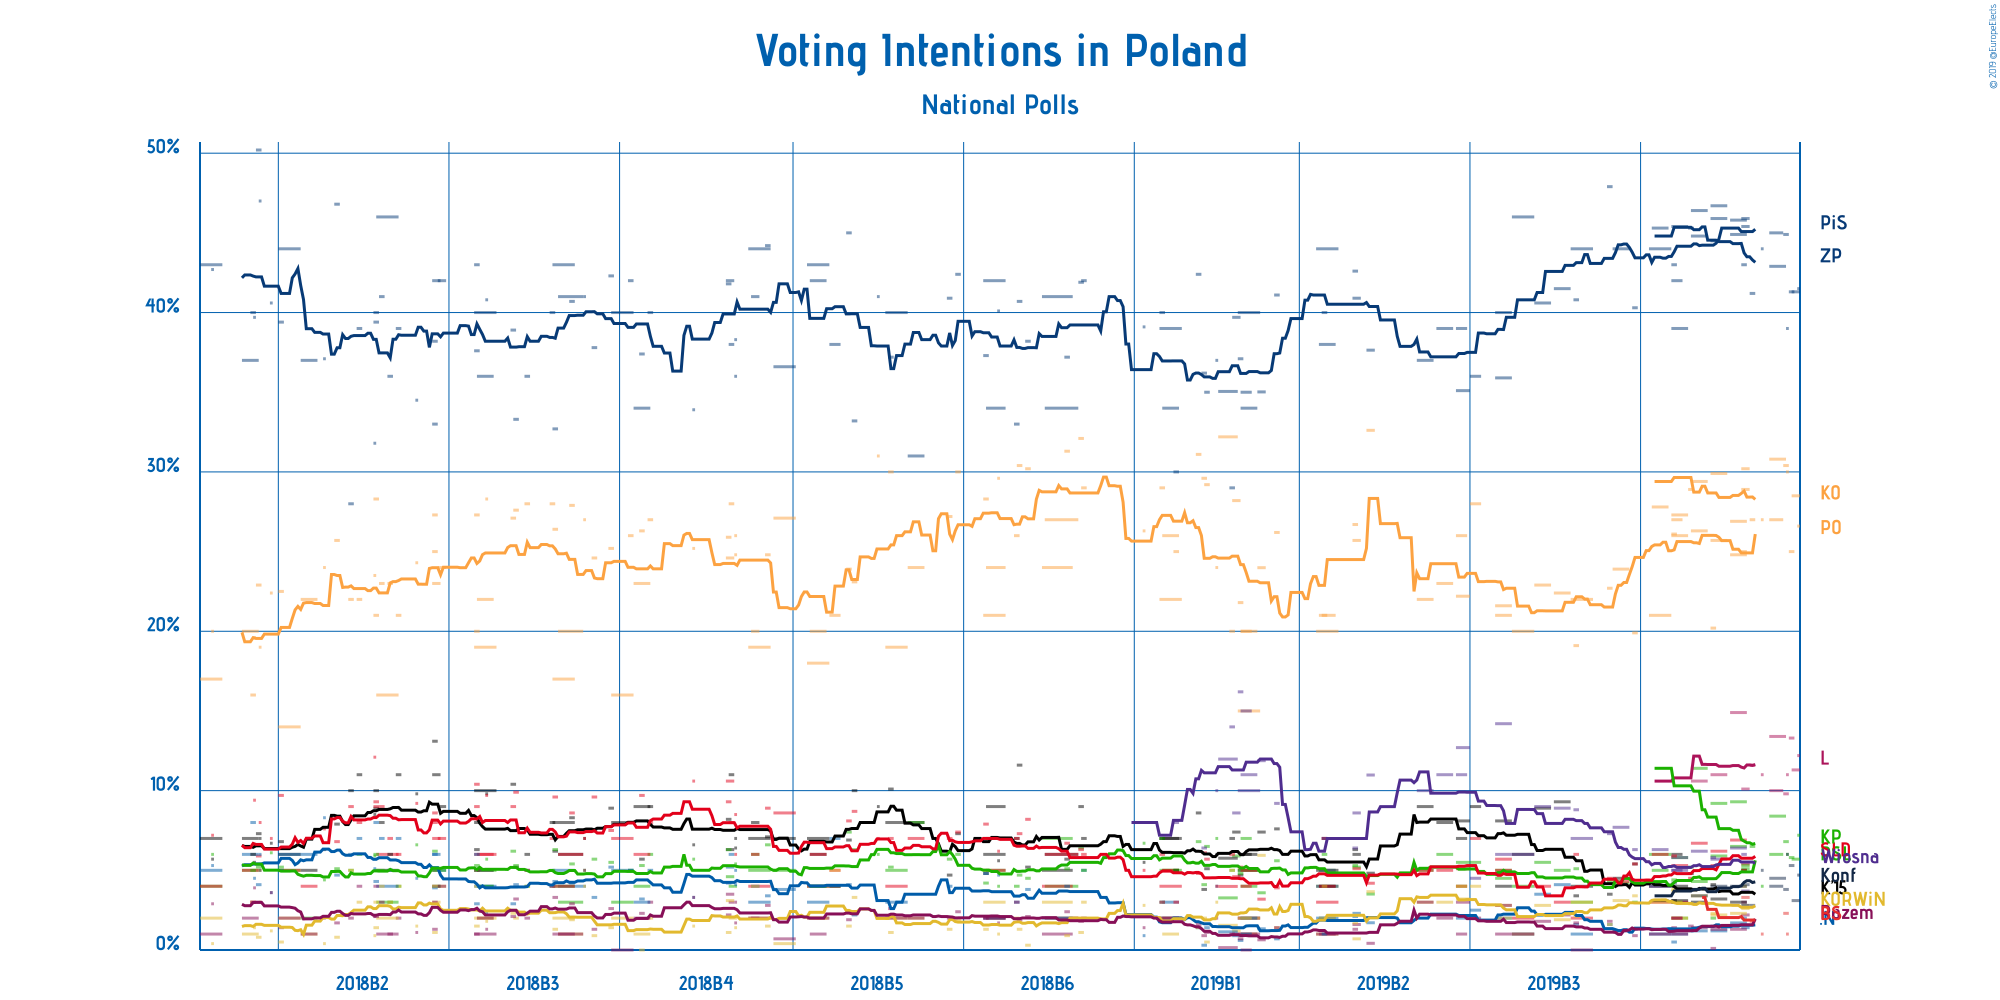 © 2019 @EuropeElects
Voting Intentions in Poland
National Polls
50%
40%
30%
20%
10%
0%
PiS
ZP
KO
PO
L
KP
SLD
Wiosna
Konf
K'15
KORWiN
Razem
.N
2018B2
2018B3
2018B4
2018B5
2018B6
2019B1
2019B2
2019B3